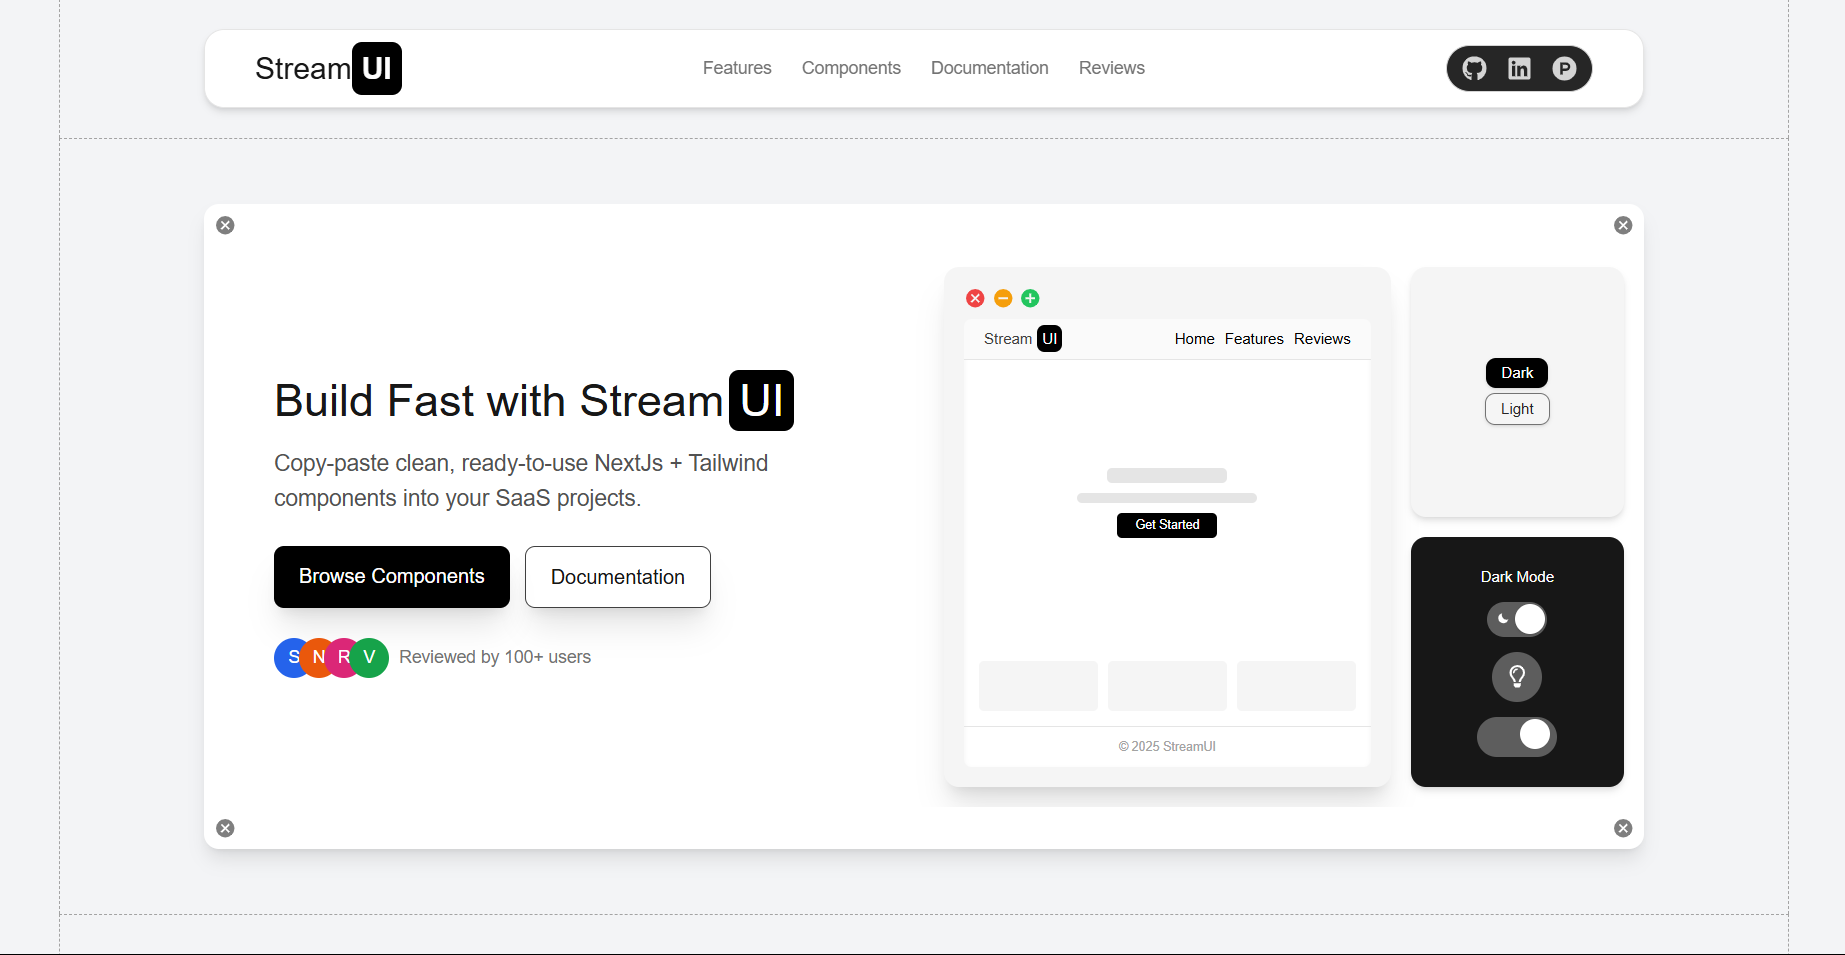 StreamUI
Features Components Documentation Reviews
P
Build Fast with Stream UI
Copy-paste clean, ready-to-use NextJs + Tailwind
components into your SaaS projects.
Browse Components
Documentation
S N R V Reviewed by 100+ users
Stream UI
Home Features Reviews
Get Started
© 2025 StreamUI
Dark
Light
Dark Mode